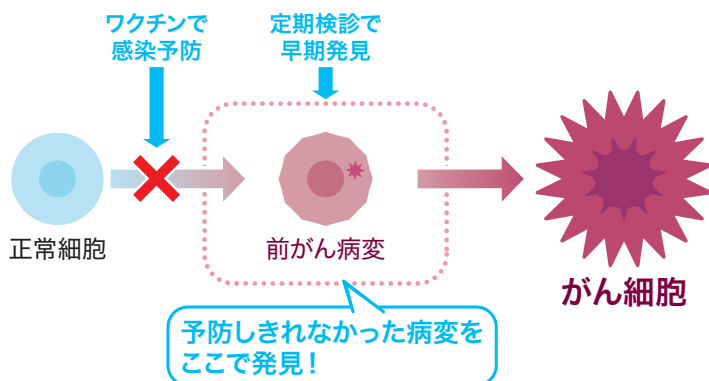 ワクチンで
感染予防
定期検診で
早期発見
正常細胞
前がん病変
がん細胞
予防しきれなかった病変を
ここで発見!